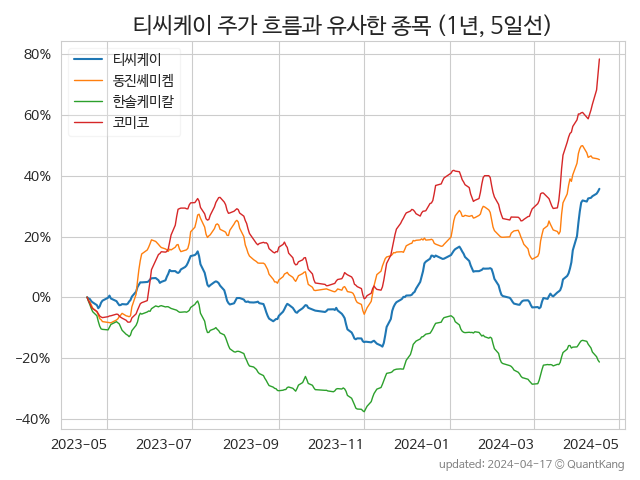 티씨케이 주가 흐름과 유사한 종목 (1년, 5일선)
티씨케이
동진쎄미켐
한솔케미칼
코미코
80%
60%
40%
20%
0%
−20%
−40%
2023-05 2023-07 2023-09 2023-11 2024-01 2024-03 2024-05
updated: 2024-04-17 © QuantKang